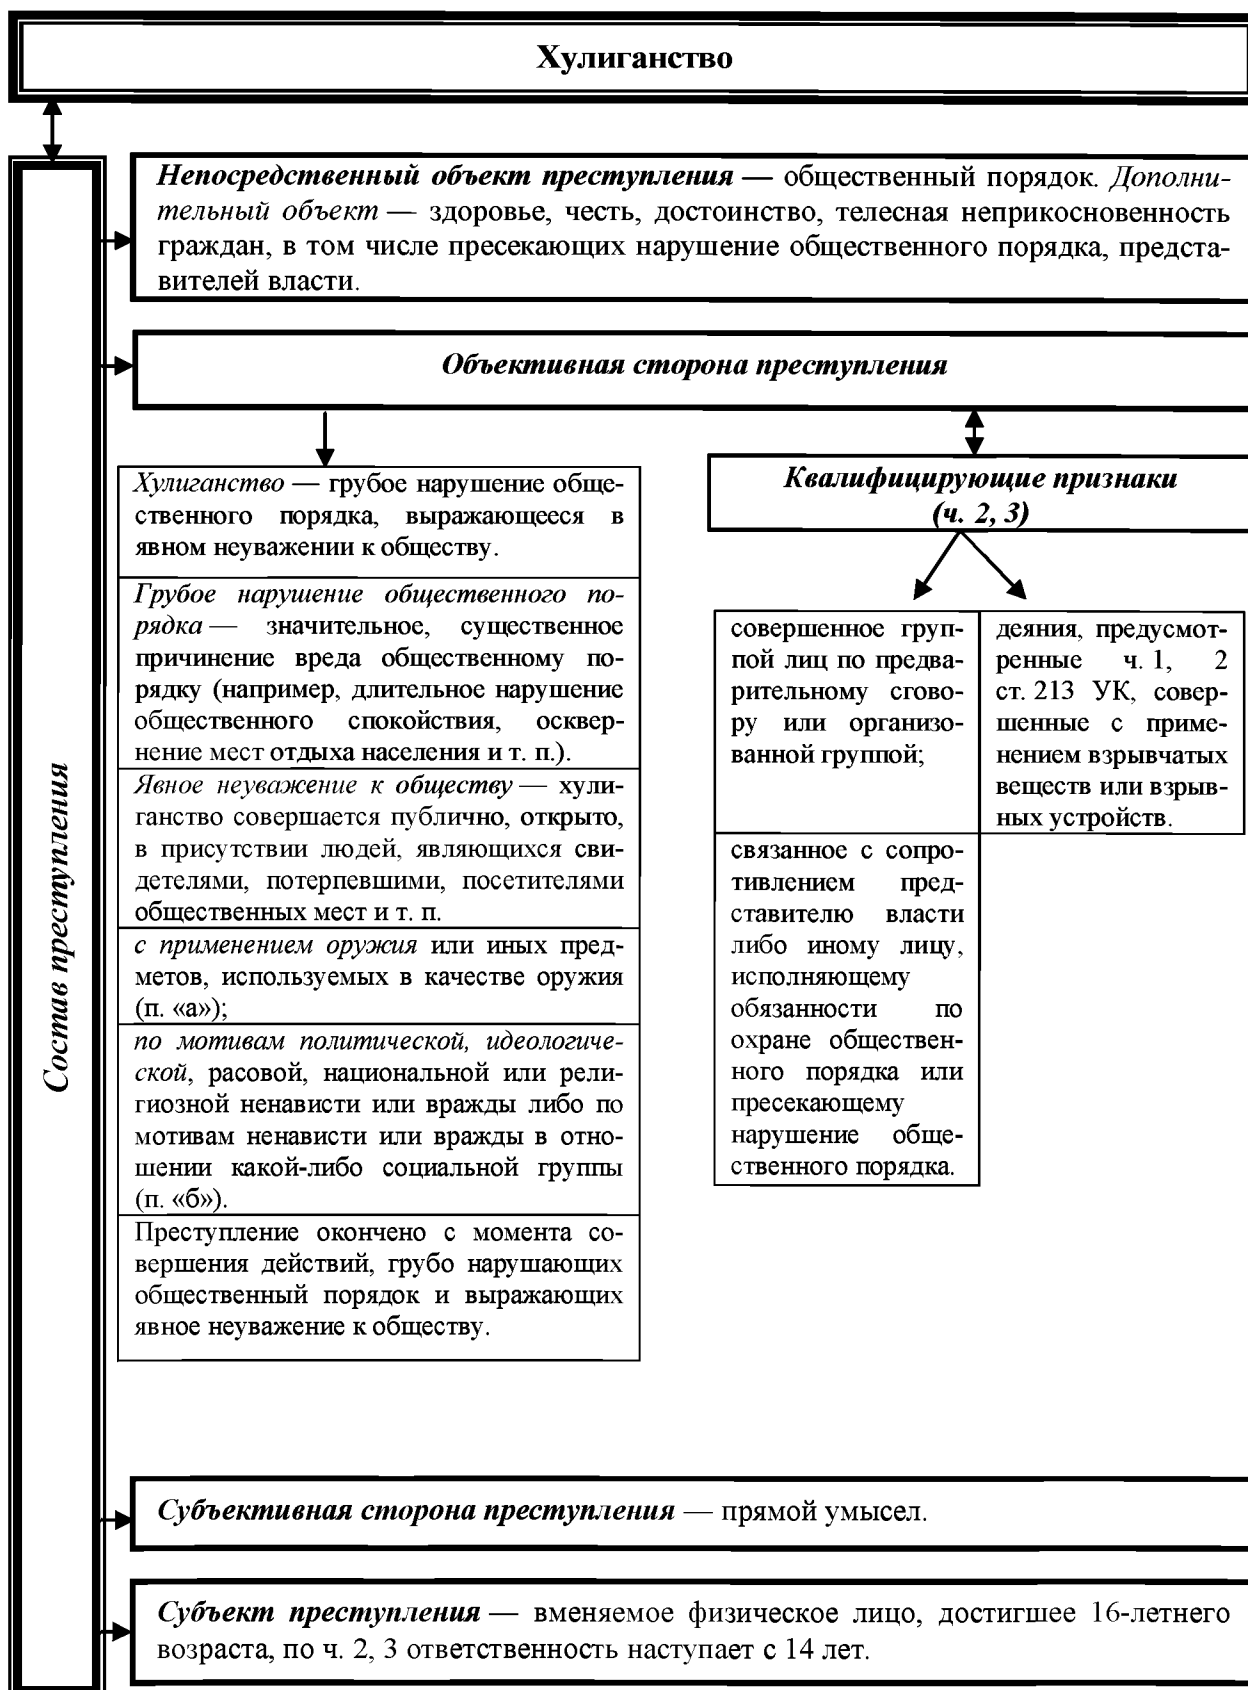 Хулиганство
Состав преступления
Непосредственный объект преступления — общественный порядок. Дополни-
тельный объект — здоровье, честь, достоинство, телесная неприкосновенность
граждан, в том числе пресекающих нарушение общественного порядка, предста-
вителей власти.
Объективная сторона преступления
Хулиганство — грубое нарушение обще-
ственного порядка, выражающееся в
явном неуважении к обществу.
Грубое нарушение общественного по-
рядка — значительное, существенное
причинение вреда общественному по-
рядку (например, длительное нарушение
общественного спокойствия, осквер-
нение мест отдыха населения и т. п.).
Явное неуважение к обществу — хули-
ганство совершается публично, открыто,
в присутствии людей, являющихся сви-
детелями, потерпевшими, посетителями
общественных мест и т. п.
с применением оружия или иных пред-
метов, используемых в качестве оружия
(п. «а»);
по мотивам политической, идеологиче-
ской, расовой, национальной или рели-
гиозной ненависти или вражды либо по
мотивам ненависти или вражды в отно-
шении какой-либо социальной группы
(п. «б»).
Преступление окончено с момента со-
вершения действий, грубо нарушающих
общественный порядок и выражающих
явное неуважение к обществу.
Квалифицирующие признаки
(ч. 2, 3)
совершенное груп-
пой лиц по предва-
рительному сгово-
ру или организо-
ванной группой;
связанное с сопро-
тивлением пред-
ставителю власти
либо иному лицу,
исполняющему
обязанности по
охране обществен-
ного порядка или
пресекающему
нарушение обще-
ственного порядка.
деяния, предусмот-
ренные ч. 1, 2
ст. 213 УК, совер-
шенные с приме-
нением взрывчатых
веществ или взрыв-
ных устройств.
Субъективная сторона преступления — прямой умысел.
Субъект преступления — вменяемое физическое лицо, достигшее 16-летнего
возраста, по ч. 2, 3 ответственность наступает с 14 лет.